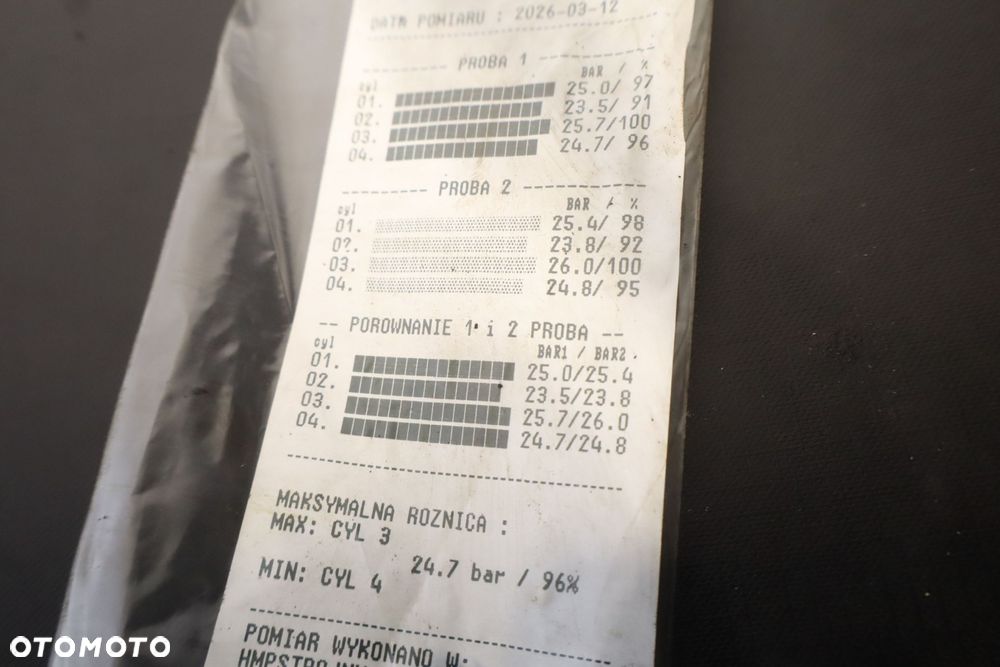 DATA POMIARU : 2026-03-12
---------- PROBA 1 ----------
cyl BAR / %
01. 25.0/ 97
02. 23.5/ 91
03. 25.7/100
04. 24.7/ 96
---------- PROBA 2 ----------
cyl BAR / %
01. 25.4/ 98
02. 23.8/ 92
03. 26.0/100
04. 24.8/ 95
-- POROWNANIE 1 i 2 PROBA --
cyl BAR1 / BAR2
01. 25.0/25.4
02. 23.5/23.8
03. 25.7/26.0
04. 24.7/24.8
MAKSYMALNA ROZNICA :
MAX: CYL 3
24.7 bar / 96%
MIN: CYL 4
POMIAR WYKONANO W:
OTOMOTO